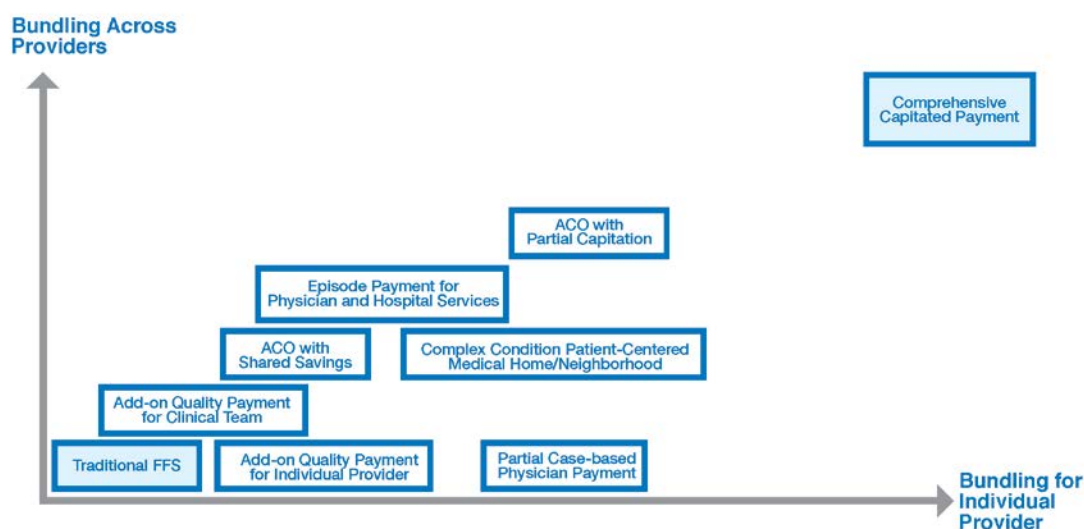 Bundling Across
Providers
Comprehensive
Capitated Payment
ACO with
Partial Capitation
Episode Payment for
Physician and Hospital Services
ACO with
Shared Savings
Complex Condition Patient-Centered
Medical Home/Neighborhood
Add-on Quality Payment
for Clinical Team
Traditional FFS
Add-on Quality Payment
for Individual Provider
Partial Case-based
Physician Payment
Bundling for
Individual
Provider